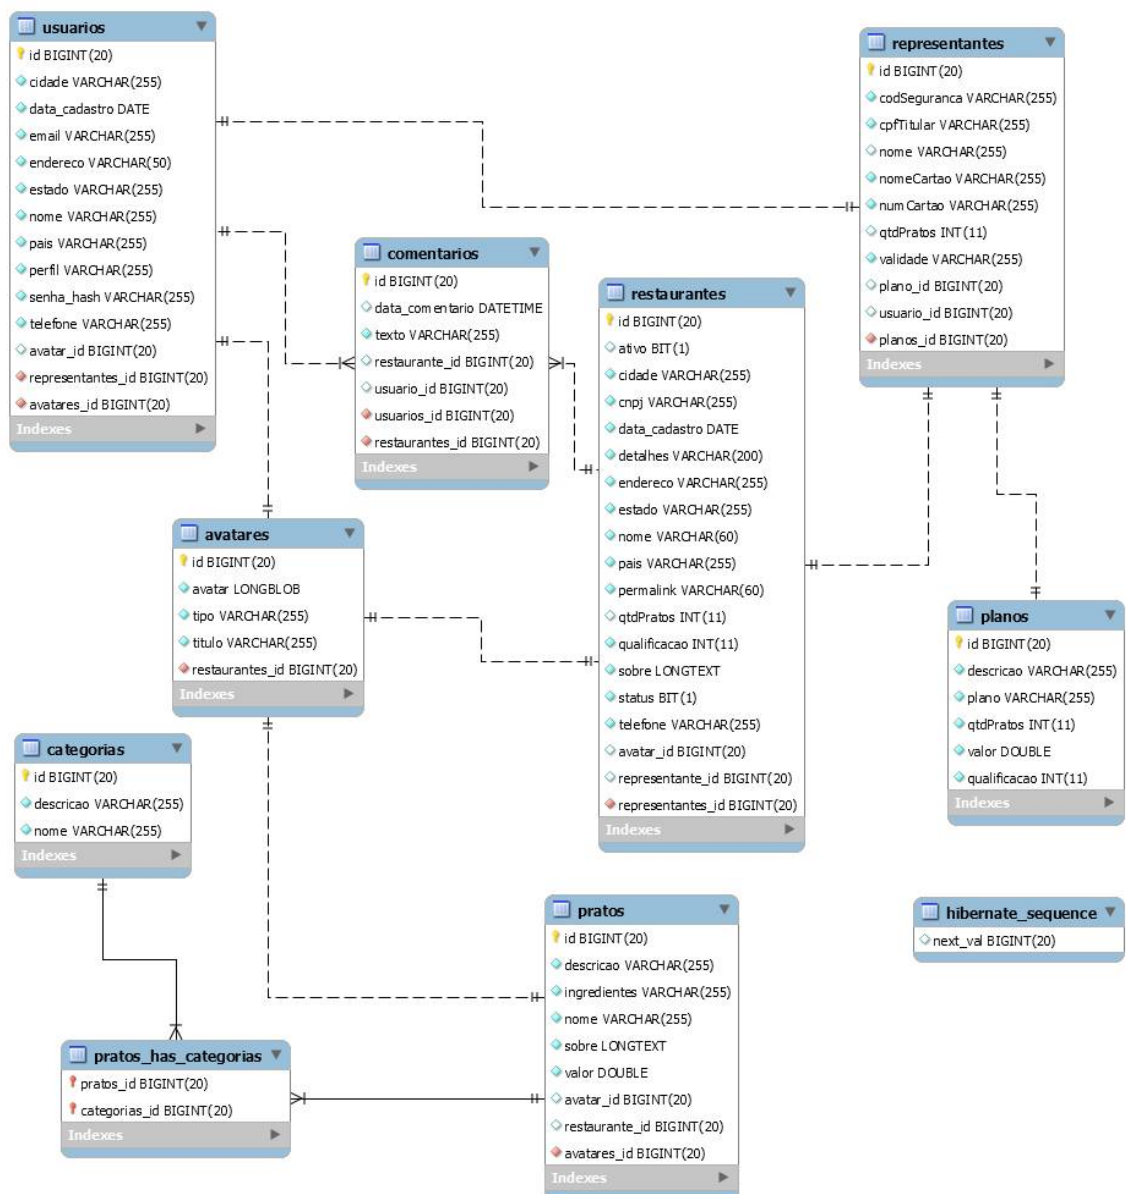 usuarios
id BIGINT(20)
cidade VARCHAR(255)
data_cadastro DATE
email VARCHAR(255)
endereco VARCHAR(50)
estado VARCHAR(255)
nome VARCHAR(255)
pais VARCHAR(255)
perfil VARCHAR(255)
senha_hash VARCHAR(255)
telefone VARCHAR(255)
avatar_id BIGINT(20)
representantes_id BIGINT(20)
avatares_id BIGINT(20)
Indexes
representantes
id BIGINT(20)
codSeguranca VARCHAR(255)
cpfTitular VARCHAR(255)
nome VARCHAR(255)
nomeCartao VARCHAR(255)
numCartao VARCHAR(255)
qtdPratos INT(11)
validade VARCHAR(255)
plano_id BIGINT(20)
usuario_id BIGINT(20)
planos_id BIGINT(20)
Indexes
comentarios
id BIGINT(20)
data_comentario DATETIME
texto VARCHAR(255)
restaurante_id BIGINT(20)
usuario_id BIGINT(20)
usuarios_id BIGINT(20)
restaurantes_id BIGINT(20)
Indexes
restaurantes
id BIGINT(20)
ativo BIT(1)
cidade VARCHAR(255)
cnpj VARCHAR(255)
data_cadastro DATE
detalhes VARCHAR(200)
endereco VARCHAR(255)
estado VARCHAR(255)
nome VARCHAR(60)
pais VARCHAR(255)
permalink VARCHAR(60)
qtdPratos INT(11)
qualificacao INT(11)
sobre LONGTEXT
status BIT(1)
telefone VARCHAR(255)
avatar_id BIGINT(20)
representante_id BIGINT(20)
representantes_id BIGINT(20)
Indexes
avatares
id BIGINT(20)
avatar LONGBLOB
tipo VARCHAR(255)
titulo VARCHAR(255)
restaurantes_id BIGINT(20)
Indexes
planos
id BIGINT(20)
descricao VARCHAR(255)
plano VARCHAR(255)
qtdPratos INT(11)
valor DOUBLE
qualificacao INT(11)
Indexes
categorias
id BIGINT(20)
descricao VARCHAR(255)
nome VARCHAR(255)
Indexes
pratos
id BIGINT(20)
descricao VARCHAR(255)
ingredientes VARCHAR(255)
nome VARCHAR(255)
sobre LONGTEXT
valor DOUBLE
avatar_id BIGINT(20)
restaurante_id BIGINT(20)
avatares_id BIGINT(20)
Indexes
hibernate_sequence
next_val BIGINT(20)
pratos_has_categorias
pratos_id BIGINT(20)
categorias_id BIGINT(20)
Indexes